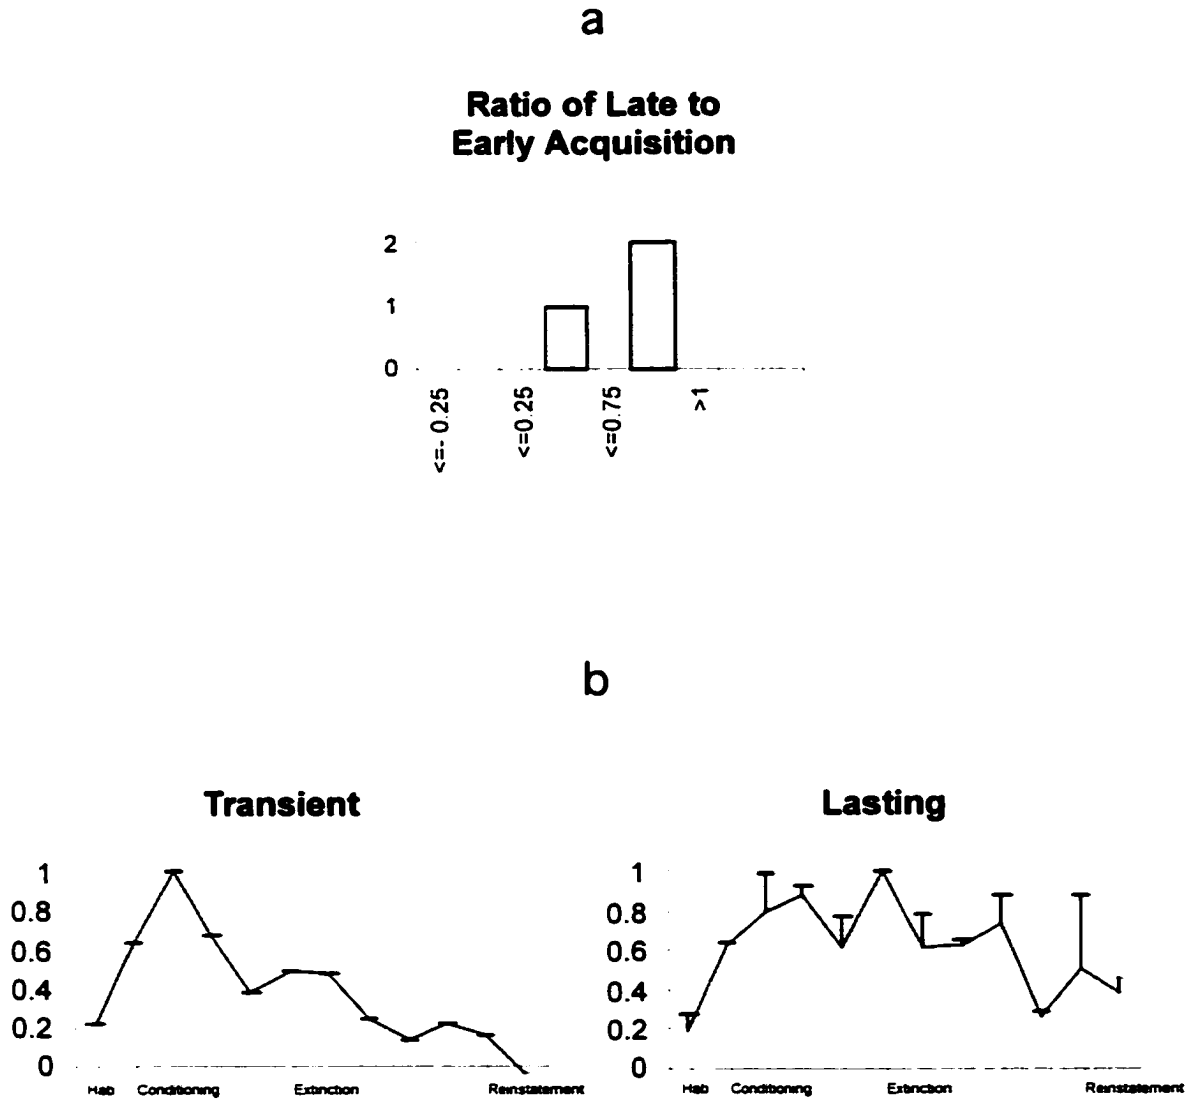 a
Ratio of Late to
Early Acquisition
2
1
0
<=- 0.25
<=0.25
<=0.75
>1
b
Transient
1
0.8
0.6
0.4
0.2
0
Hab Conditioning Extinction Reinstatement
Lasting
1
0.8
0.6
0.4
0.2
0
Hab Conditioning Extinction Reinstatement